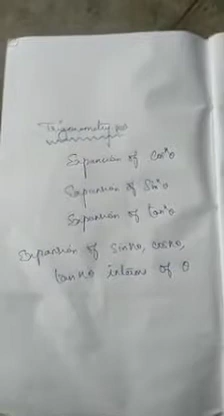 Trigonometry
Expansion of cosⁿθ
Expansion of Sinⁿθ
Expansion of tanⁿθ
Expansion of sinnθ, cosnθ,
tannθ interms of θ